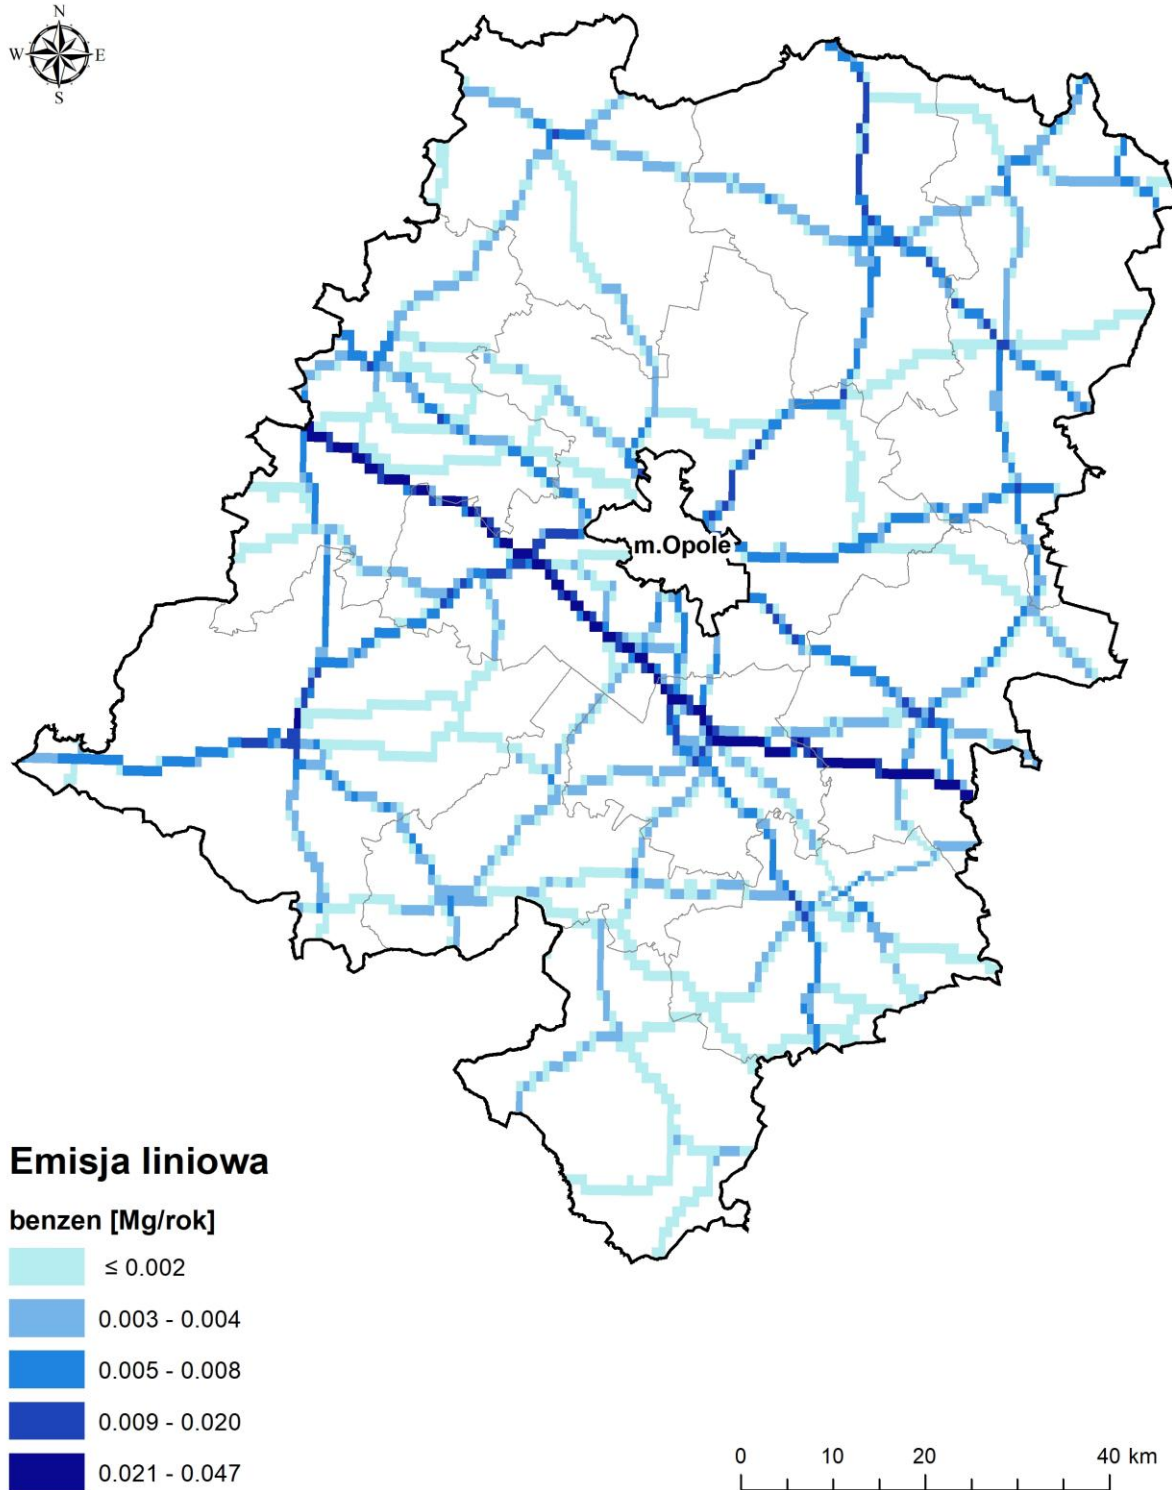 N
W E
S
m.Opole
Emisja liniowa
benzen [Mg/rok]
≤ 0.002
0.003 - 0.004
0.005 - 0.008
0.009 - 0.020
0.021 - 0.047
0 10 20 40 km